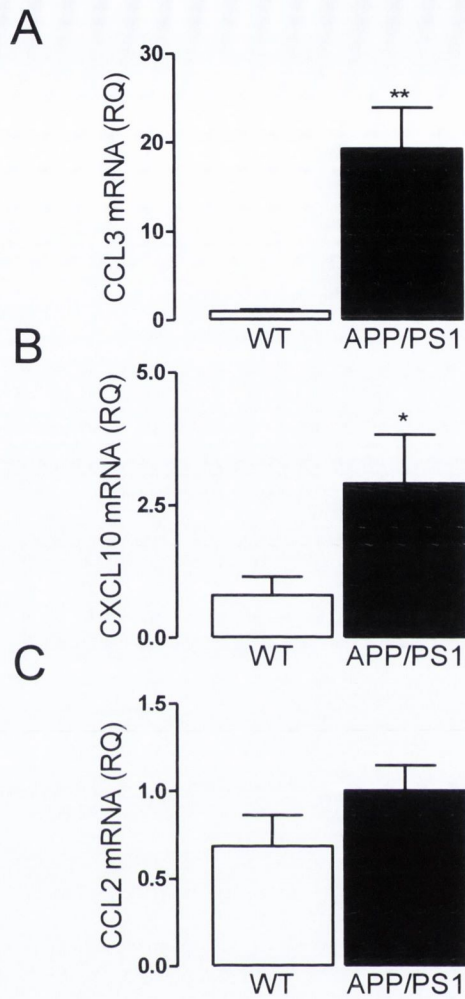 A
CCL3 mRNA (RQ)
30
20
10
0
**
WT
APP/PS1
B
CXCL10 mRNA (RQ)
5.0
2.5
0.0
*
WT
APP/PS1
C
CCL2 mRNA (RQ)
1.5
1.0
0.5
0.0
WT
APP/PS1